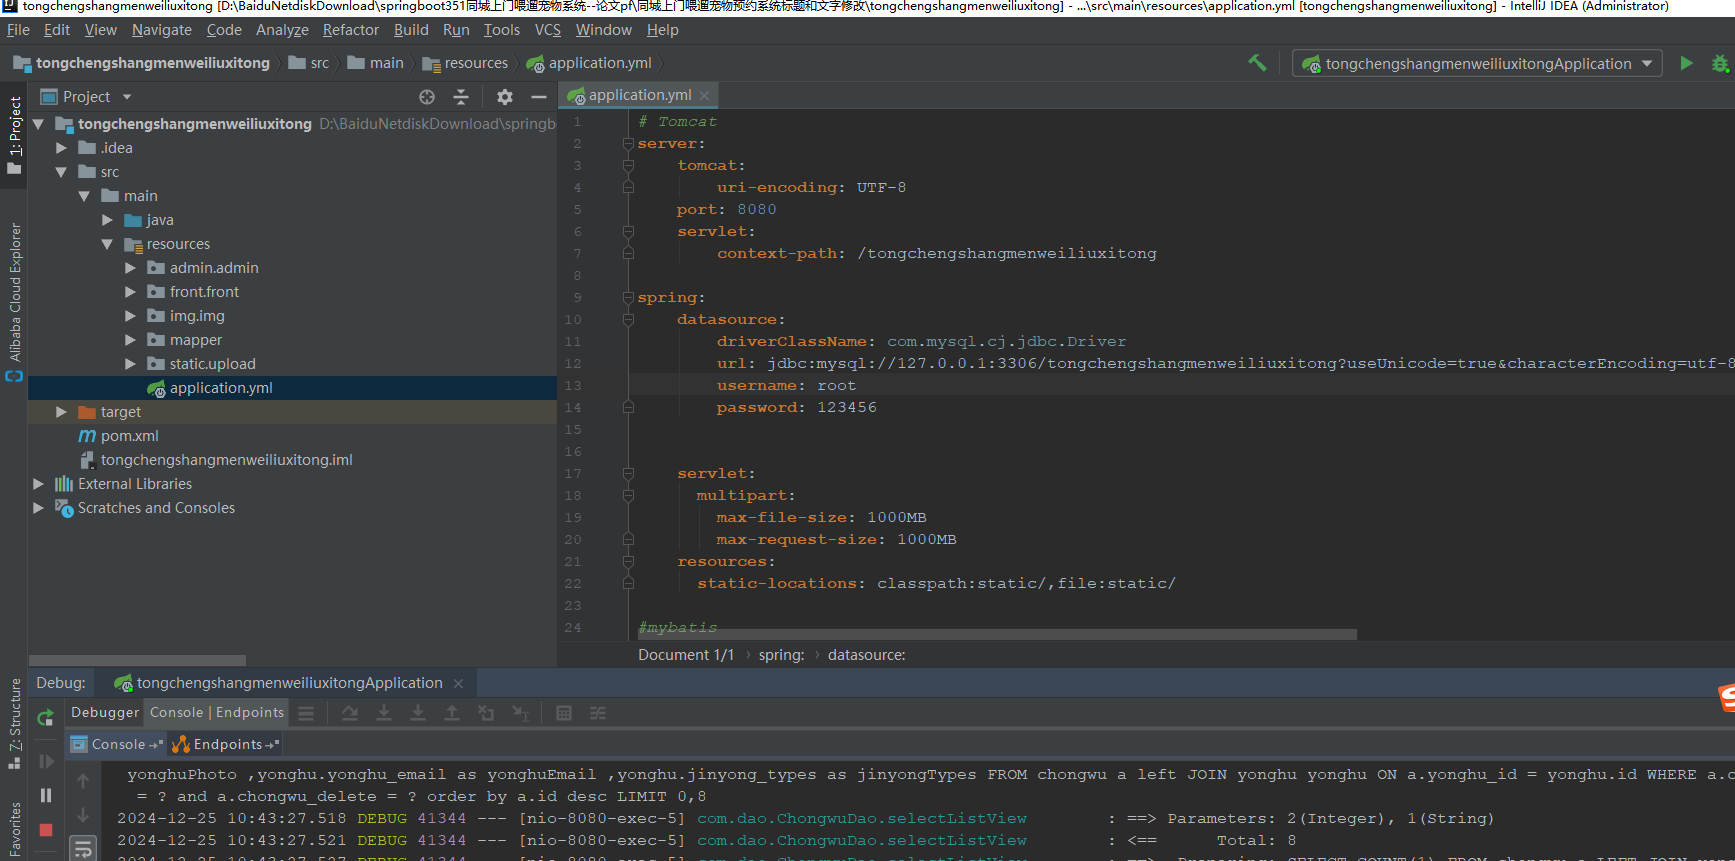 tongchengshangmenweiliuxitong [D:\BaiduNetdiskDownload\springboot351同城上门喂遛宠物系统--论文pf\同城上门喂遛宠物预约系统标题和文字修改\tongchengshangmenweiliuxitong] - ...\src\main\resources\application.yml [tongchengshangmenweiliuxitong] - IntelliJ IDEA (Administrator)
File Edit View Navigate Code Analyze Refactor Build Run Tools VCS Window Help
tongchengshangmenweiliuxitong src main resources application.yml tongchengshangmenweiliuxitongApplication
1: Project
Alibaba Cloud Explorer
7: Structure
Favorites
Project
tongchengshangmenweiliuxitong D:\BaiduNetdiskDownload\springb
.idea
src
main
java
resources
admin.admin
front.front
img.img
mapper
static.upload
application.yml
target
pom.xml
tongchengshangmenweiliuxitong.iml
External Libraries
Scratches and Consoles
application.yml
1 # Tomcat
2 server:
3 tomcat:
4 uri-encoding: UTF-8
5 port: 8080
6 servlet:
7 context-path: /tongchengshangmenweiliuxitong
8
9 spring:
10 datasource:
11 driverClassName: com.mysql.cj.jdbc.Driver
12 url: jdbc:mysql://127.0.0.1:3306/tongchengshangmenweiliuxitong?useUnicode=true&characterEncoding=utf-8
13 username: root
14 password: 123456
15
16
17 servlet:
18 multipart:
19 max-file-size: 1000MB
20 max-request-size: 1000MB
21 resources:
22 static-locations: classpath:static/,file:static/
23
24 #mybatis
Document 1/1 › spring: › datasource:
Debug: tongchengshangmenweiliuxitongApplication
Debugger Console | Endpoints
Console Endpoints
yonghuPhoto ,yonghu.yonghu_email as yonghuEmail ,yonghu.jinyong_types as jinyongTypes FROM chongwu a left JOIN yonghu yonghu ON a.yonghu_id = yonghu.id WHERE a.c
= ? and a.chongwu_delete = ? order by a.id desc LIMIT 0,8
2024-12-25 10:43:27.518 DEBUG 41344 --- [nio-8080-exec-5] com.dao.ChongwuDao.selectListView : ==> Parameters: 2(Integer), 1(String)
2024-12-25 10:43:27.521 DEBUG 41344 --- [nio-8080-exec-5] com.dao.ChongwuDao.selectListView : <== Total: 8